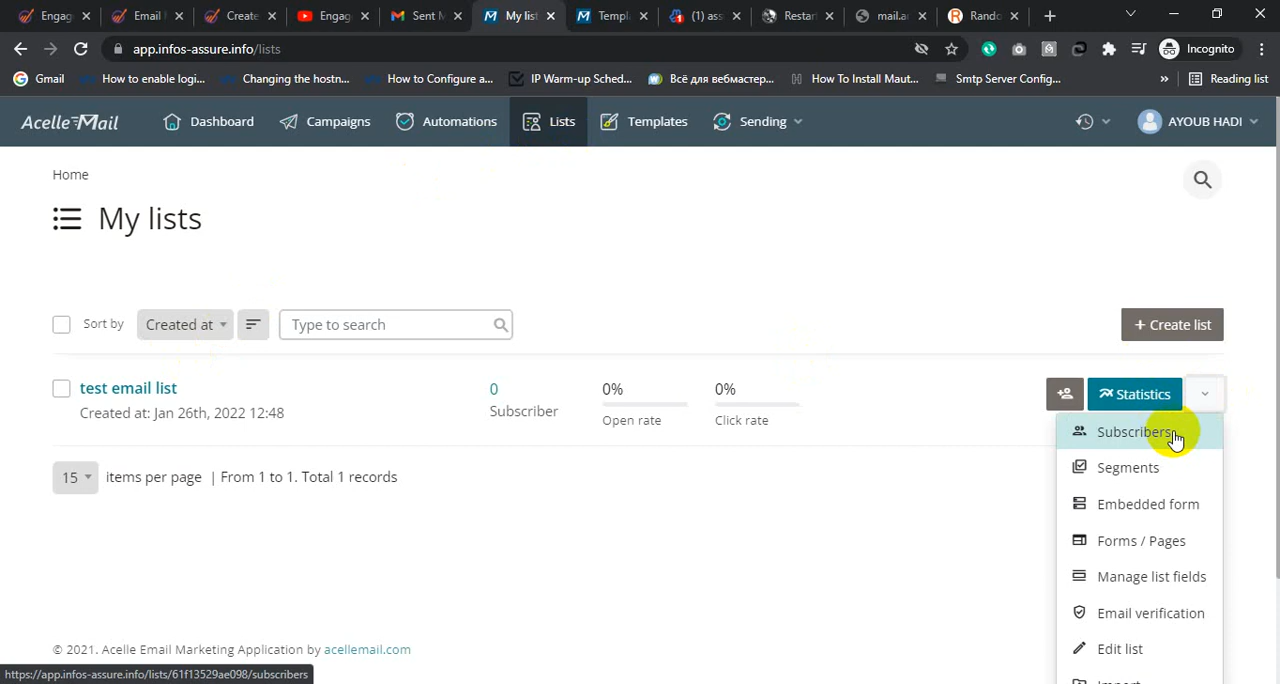 Engag
Email
Create
Engag
Sent M
My list
Templ
(1) ass
Restar
mail.ar
Rando
app.infos-assure.info/lists
Incognito
Gmail
How to enable logi...
Changing the hostn...
How to Configure a...
IP Warm-up Sched...
Всё для вебмастер...
How To Install Maut...
Smtp Server Config...
»
Reading list
AcelleMail
Dashboard
Campaigns
Automations
Lists
Templates
Sending
AYOUB HADI
Home
My lists
Sort by
Created at
Type to search
+ Create list
test email list
Created at: Jan 26th, 2022 12:48
0
Subscriber
0%
Open rate
0%
Click rate
Statistics
Subscribers
Segments
Embedded form
Forms / Pages
Manage list fields
Email verification
Edit list
Import
15 items per page | From 1 to 1. Total 1 records
© 2021. Acelle Email Marketing Application by acellemail.com
https://app.infos-assure.info/lists/61f13529ae098/subscribers